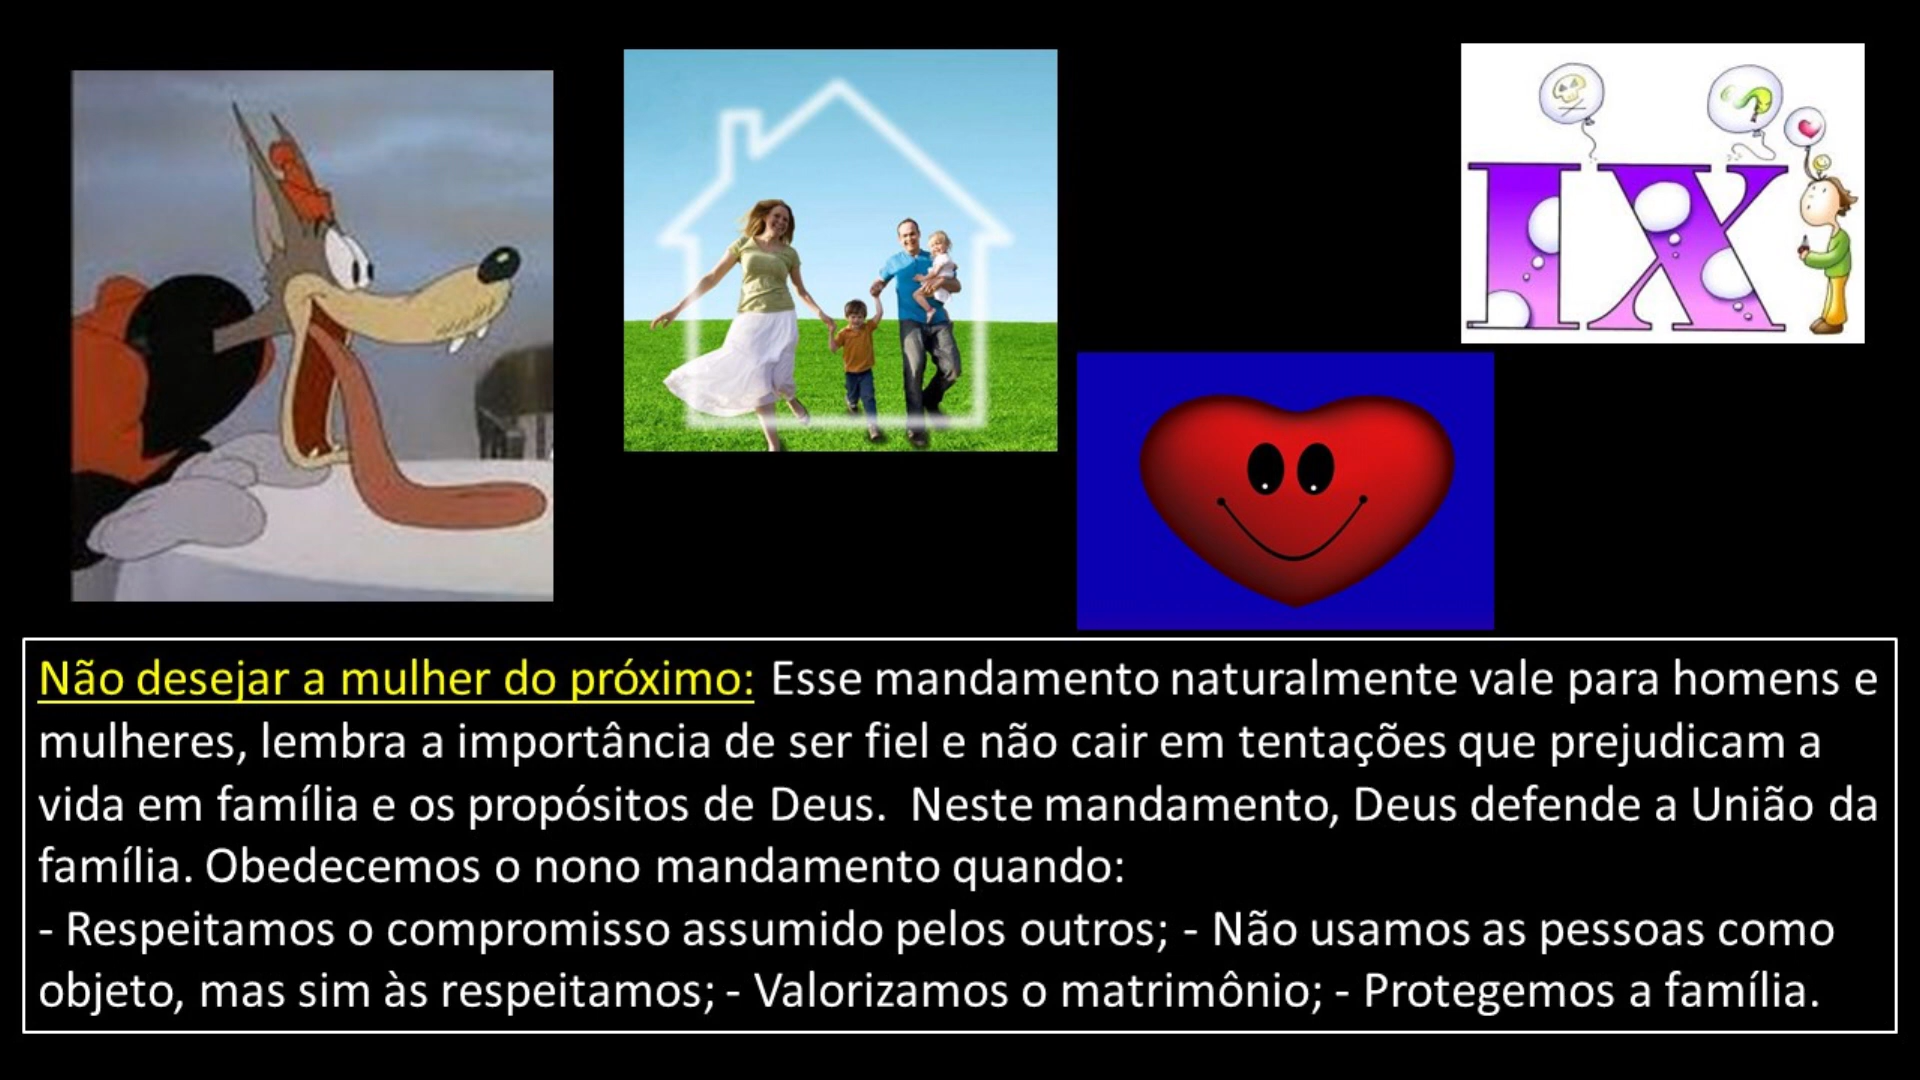 IX
Não desejar a mulher do próximo: Esse mandamento naturalmente vale para homens e
mulheres, lembra a importância de ser fiel e não cair em tentações que prejudicam a
vida em família e os propósitos de Deus.  Neste mandamento, Deus defende a União da
família. Obedecemos o nono mandamento quando:
- Respeitamos o compromisso assumido pelos outros; - Não usamos as pessoas como
objeto, mas sim às respeitamos; - Valorizamos o matrimônio; - Protegemos a família.